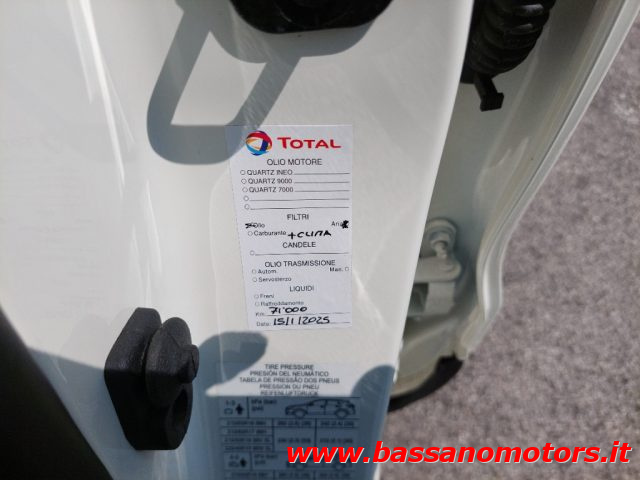 TOTAL
OLIO MOTORE
QUARTZ INEO
QUARTZ 9000
QUARTZ 7000
FILTRI
Olio Aria
Carburante + CLIMA
CANDELE
OLIO TRASMISSIONE
Autom. Man.
Servosterzo
LIQUIDI
Freni
Raffreddamento
Km. 71'000
Data: 15/1/2025
TIRE PRESSURE
PRESIÓN DEL NEUMÁTICO
TABELA DE PRESSÃO DOS PNEUS
PRESSION DU PNEU
REIFENLUFTDRUCK
www.bassanomotors.it